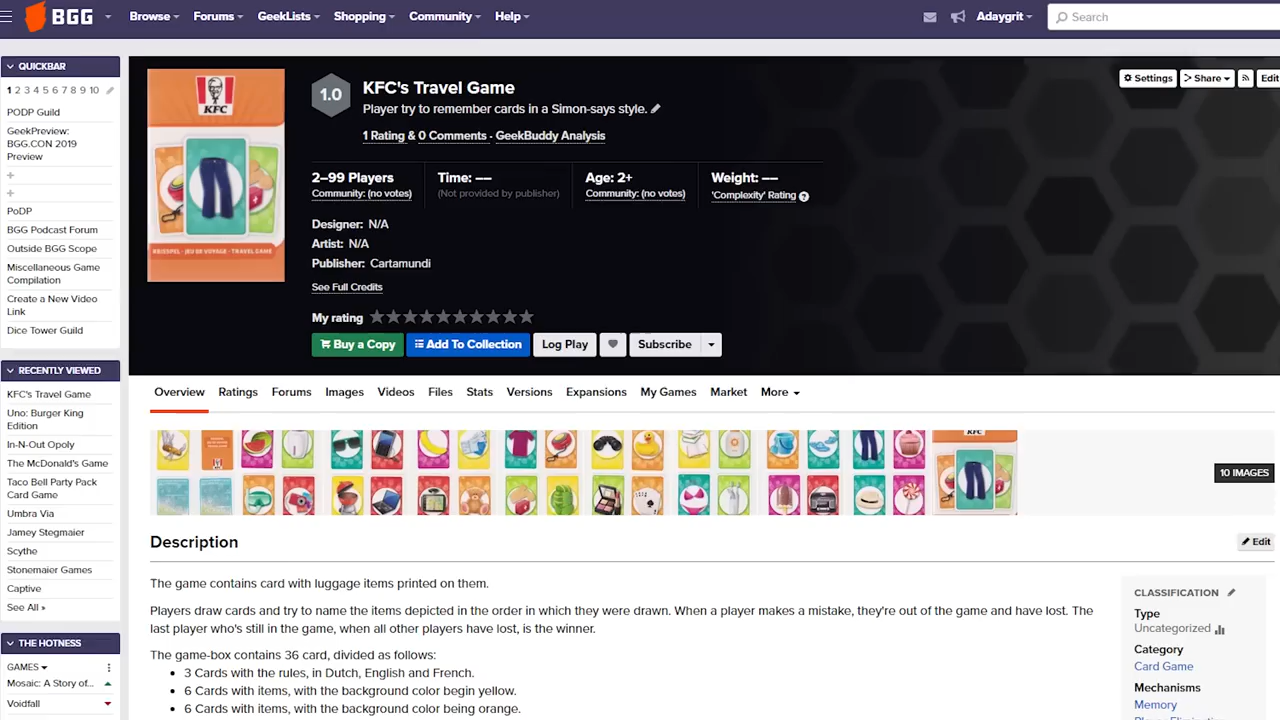 BGG
Browse
Forums
GeekLists
Shopping
Community
Help
Adaygrit
Search
QUICKBAR
1 2 3 4 5 6 7 8 9 10
PODP Guild
GeekPreview:
BGG.CON 2019
Preview
PoDP
BGG Podcast Forum
Outside BGG Scope
Miscellaneous Game
Compilation
Create a New Video
Link
Dice Tower Guild
RECENTLY VIEWED
KFC's Travel Game
Uno: Burger King
Edition
In-N-Out Opoly
The McDonald's Game
Taco Bell Party Pack
Card Game
Umbra Via
Jamey Stegmaier
Scythe
Stonemaier Games
Captive
See All »
THE HOTNESS
GAMES
Mosaic: A Story of...
Voidfall
KFC
REISSPEL • JEU DE VOYAGE • TRAVEL GAME
1.0
KFC's Travel Game
Player try to remember cards in a Simon-says style.
1 Rating & 0 Comments · GeekBuddy Analysis
Settings
Share
Edit
2–99 Players
Community: (no votes)
Time: ––
(Not provided by publisher)
Age: 2+
Community: (no votes)
Weight: ––
'Complexity' Rating
Designer: N/A
Artist: N/A
Publisher: Cartamundi
See Full Credits
My rating
Buy a Copy
Add To Collection
Log Play
Subscribe
Overview
Ratings
Forums
Images
Videos
Files
Stats
Versions
Expansions
My Games
Market
More
KFC
10 IMAGES
Description
Edit
The game contains card with luggage items printed on them.
Players draw cards and try to name the items depicted in the order in which they were drawn. When a player makes a mistake, they're out of the game and have lost. The
last player who's still in the game, when all other players have lost, is the winner.
The game-box contains 36 card, divided as follows:
• 3 Cards with the rules, in Dutch, English and French.
• 6 Cards with items, with the background color begin yellow.
• 6 Cards with items, with the background color being orange.
CLASSIFICATION
Type
Uncategorized
Category
Card Game
Mechanisms
Memory
Player Elimination